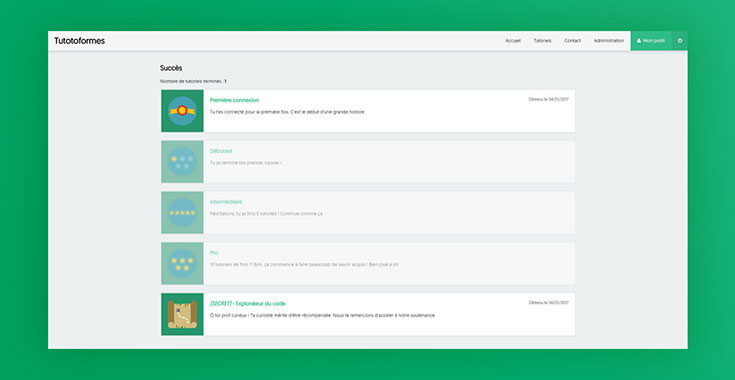 Tutotoformes
Accueil
Tutoriels
Contact
Administration
Mon profil
Succès
Nombre de tutoriels terminés : 1
Première connexion
Obtenu le 04/01/2017
Tu t'es connecté pour la première fois. C'est le début d'une grande histoire
Débutant
Tu as terminé ton premier tutoriel !
Intermédiaire
Félicitations, tu as finis 5 tutoriels ! Continue comme ça
Pro
10 tutoriels de finis ?! Bon, ça commence à faire beaucoup de savoir acquis ! Bien joué à toi
[SECRET] - Explorateur du code
Obtenu le 06/01/2017
Ô toi prof curieux ! Ta curiosité mérite d'être récompensée. Nous te remercions d'assister à notre soutenance.